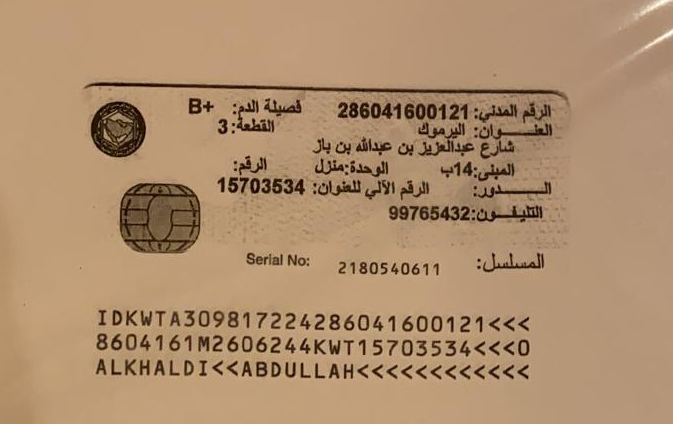 الرقم المدني: 286041600121 فصيلة الدم: B+
العنـــوان: اليرموك القطعة: 3
شارع عبدالعزيز بن عبدالله بن باز
المبنى: 14ب الوحدة: منزل الرقم:
الـــدور: الرقم الآلي للعنوان: 15703534
التليفـــون: 99765432
المسلسل: 2180540611 Serial No:
IDKWTA3098172242286041600121<<<
8604161M2606244KWT15703534<<<0
ALKHALDI<<ABDULLAH<<<<<<<<<<<<